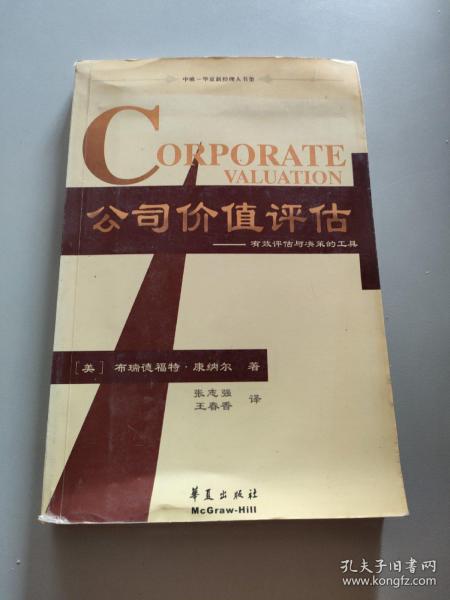 中欧－华夏新经理人书架
CORPORATE
VALUATION
公司价值评估
——有效评估与决策的工具
[美] 布瑞德福特·康纳尔 著
张志强
王春香 译
华夏出版社
McGraw-Hill
孔夫子旧书网
www.kongfz.com